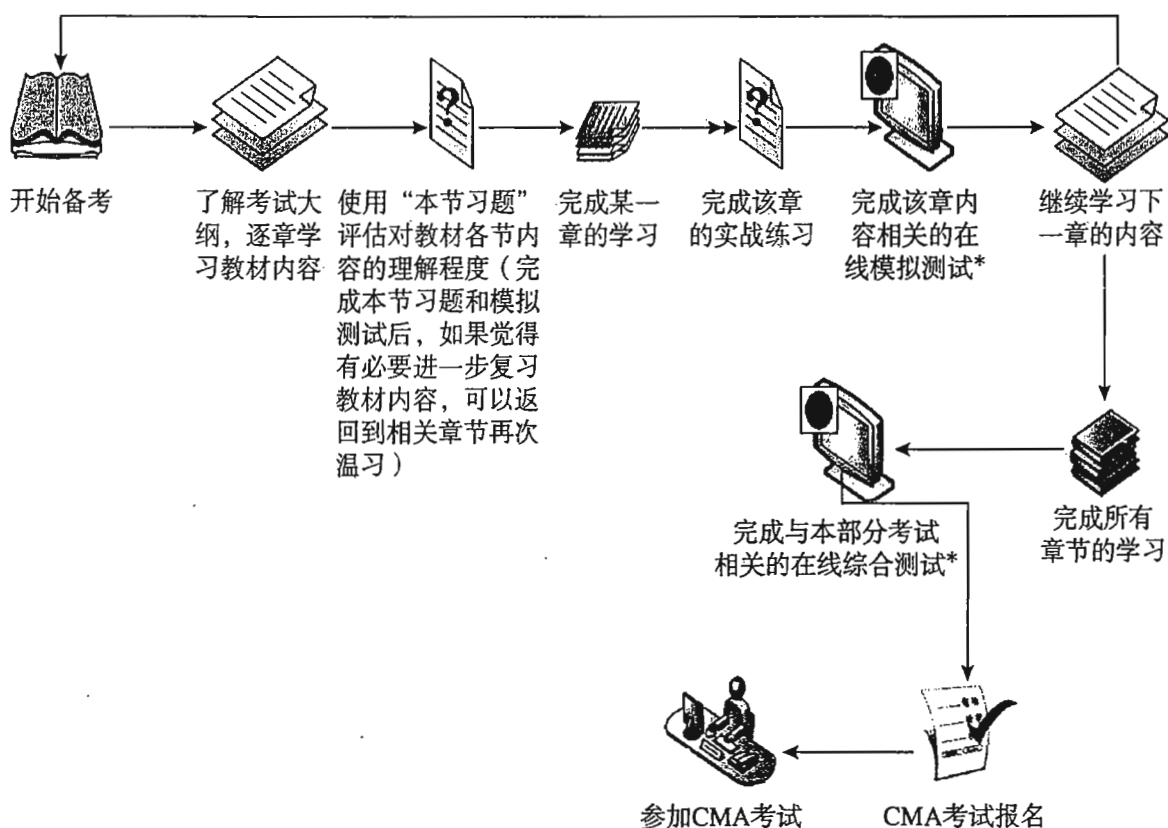 开始备考
了解考试大
纲，逐章学
习教材内容
使用“本节习题”
评估对教材各节内
容的理解程度（完
成本节习题和模拟
测试后，如果觉得
有必要进一步复习
教材内容，可以返
回到相关章节再次
温习）
完成某一
章的学习
完成该章
的实战练习
完成该章内
容相关的在
线模拟测试*
继续学习下
一章的内容
完成所有
章节的学习
完成与本部分考试
相关的在线综合测试*
CMA考试报名
参加CMA考试